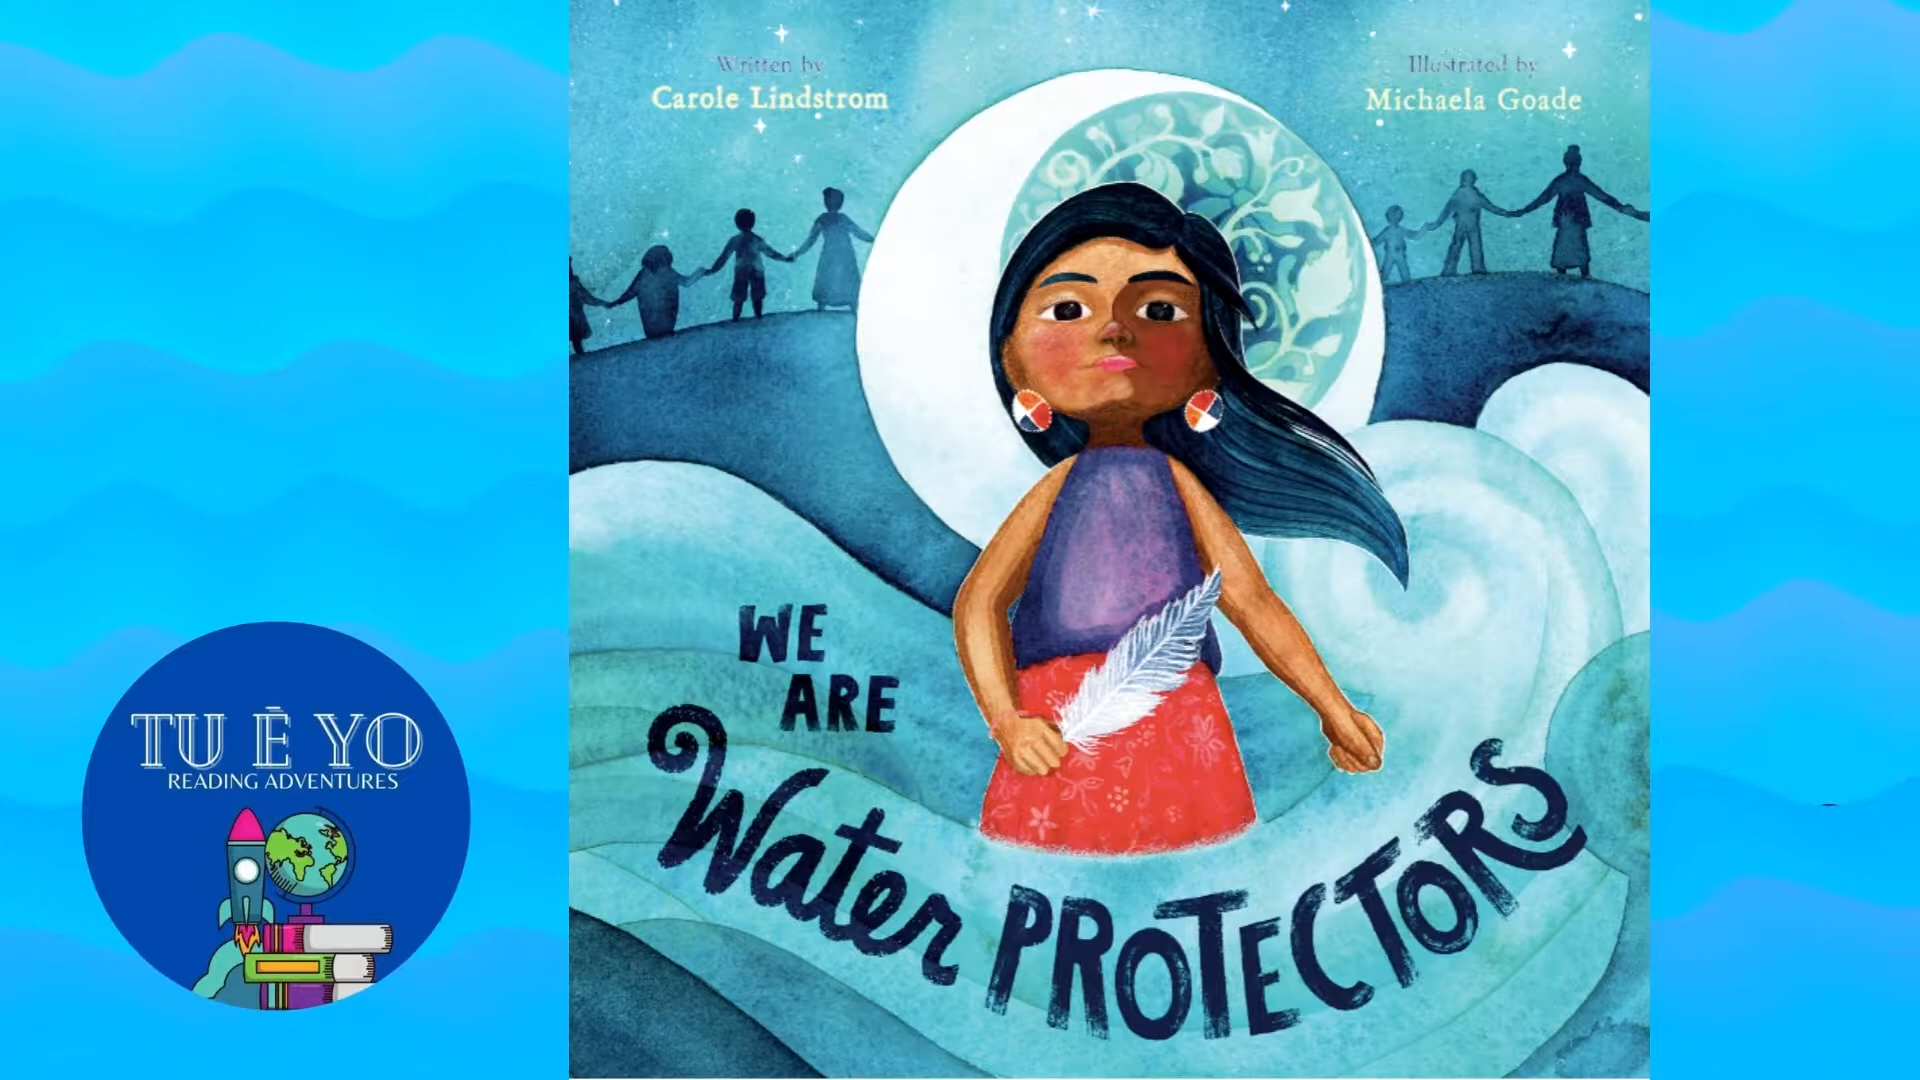 Written by
Carole Lindstrom
Illustrated by
Michaela Goade
WE
ARE
Water PROTECTORS
TU Ē YO
READING ADVENTURES